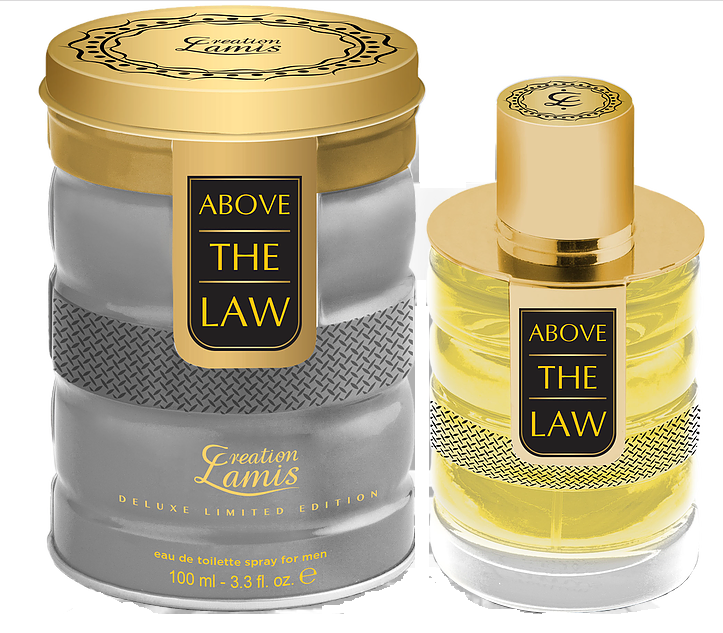 Creation
Lamis
ABOVE
THE
LAW
Creation
Lamis
DELUXE LIMITED EDITION
eau de toilette spray for men
100 ml - 3.3 fl. oz. ℮
CL
ABOVE
THE
LAW